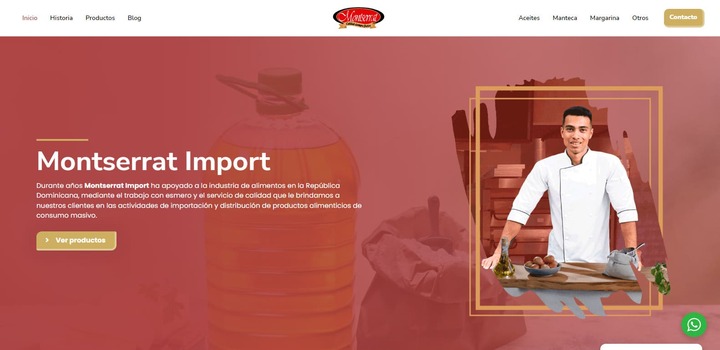 Inicio Historia Productos Blog Montserrat Aceites Manteca Margarina Otros Contacto
Montserrat Import
Durante años Montserrat Import ha apoyado a la industria de alimentos en la República
Dominicana, mediante el trabajo con esmero y el servicio de calidad que le brindamos a
nuestros clientes en las actividades de importación y distribución de productos alimenticios de
consumo masivo.
Ver productos